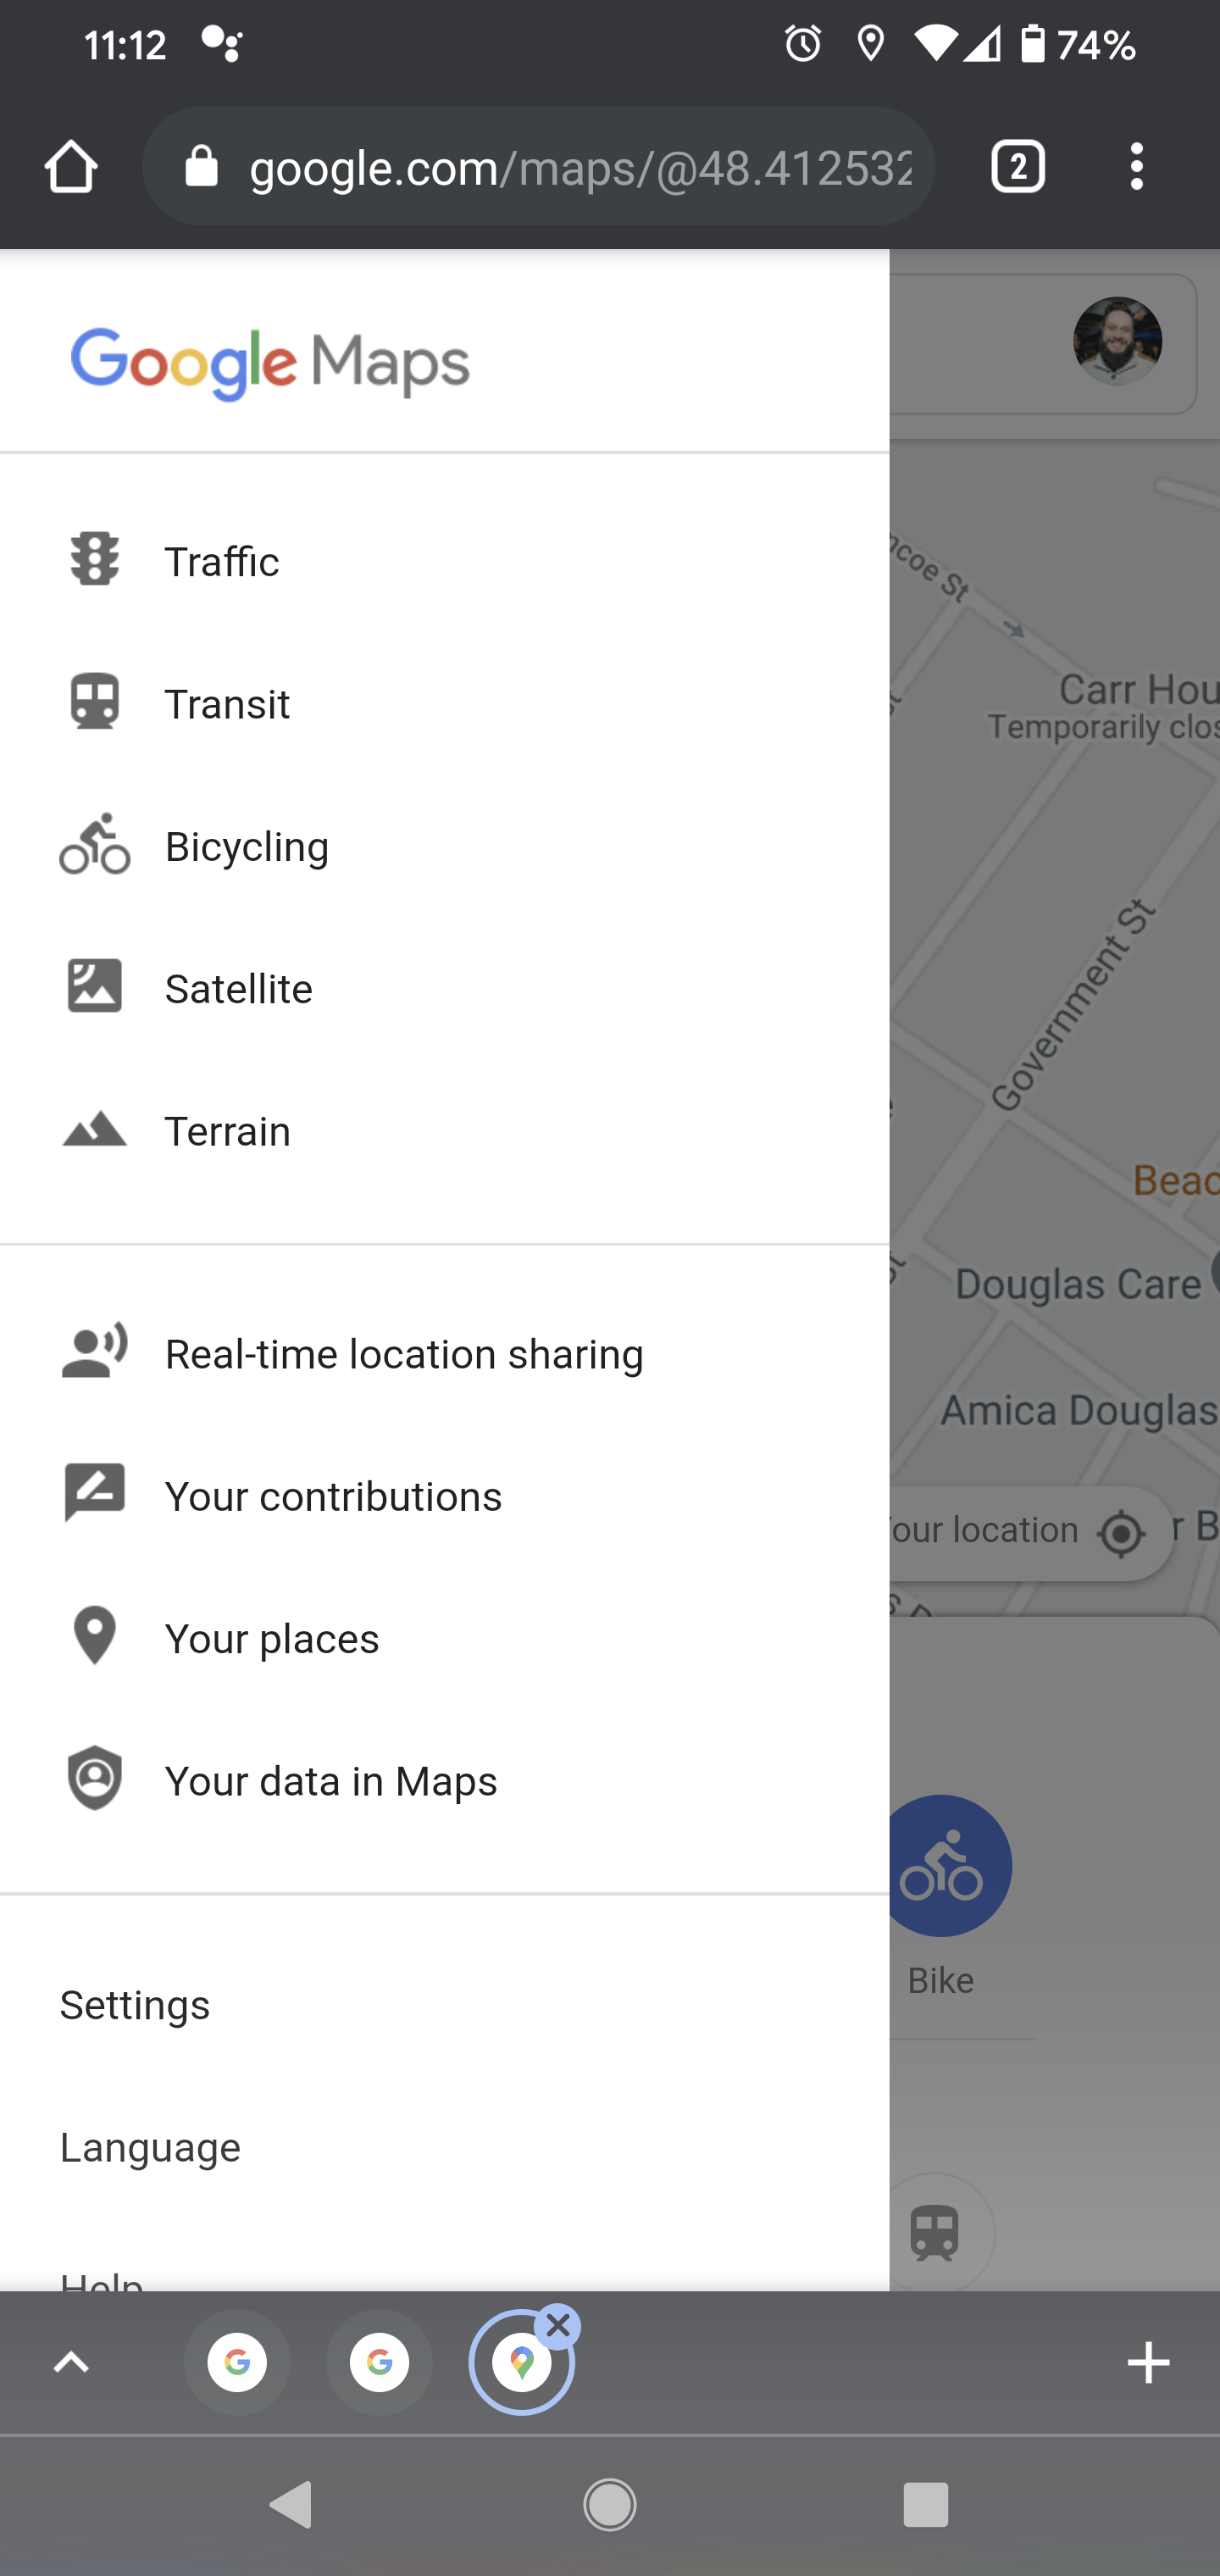 11:12
74%
google.com/maps/@48.412532
2
Google Maps
Traffic
Transit
Bicycling
Satellite
Terrain
Real-time location sharing
Your contributions
Your places
Your data in Maps
Settings
Language
Help
ncoe St
Carr Hou
Temporarily clos
Government St
Beac
Douglas Care
Amica Douglas
Your location
r B
Bike